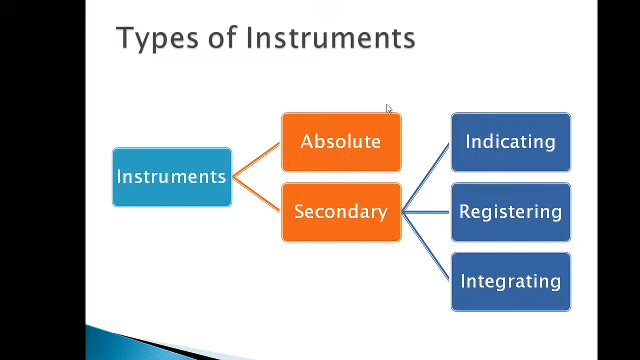 Types of Instruments
Instruments
Absolute
Secondary
Indicating
Registering
Integrating